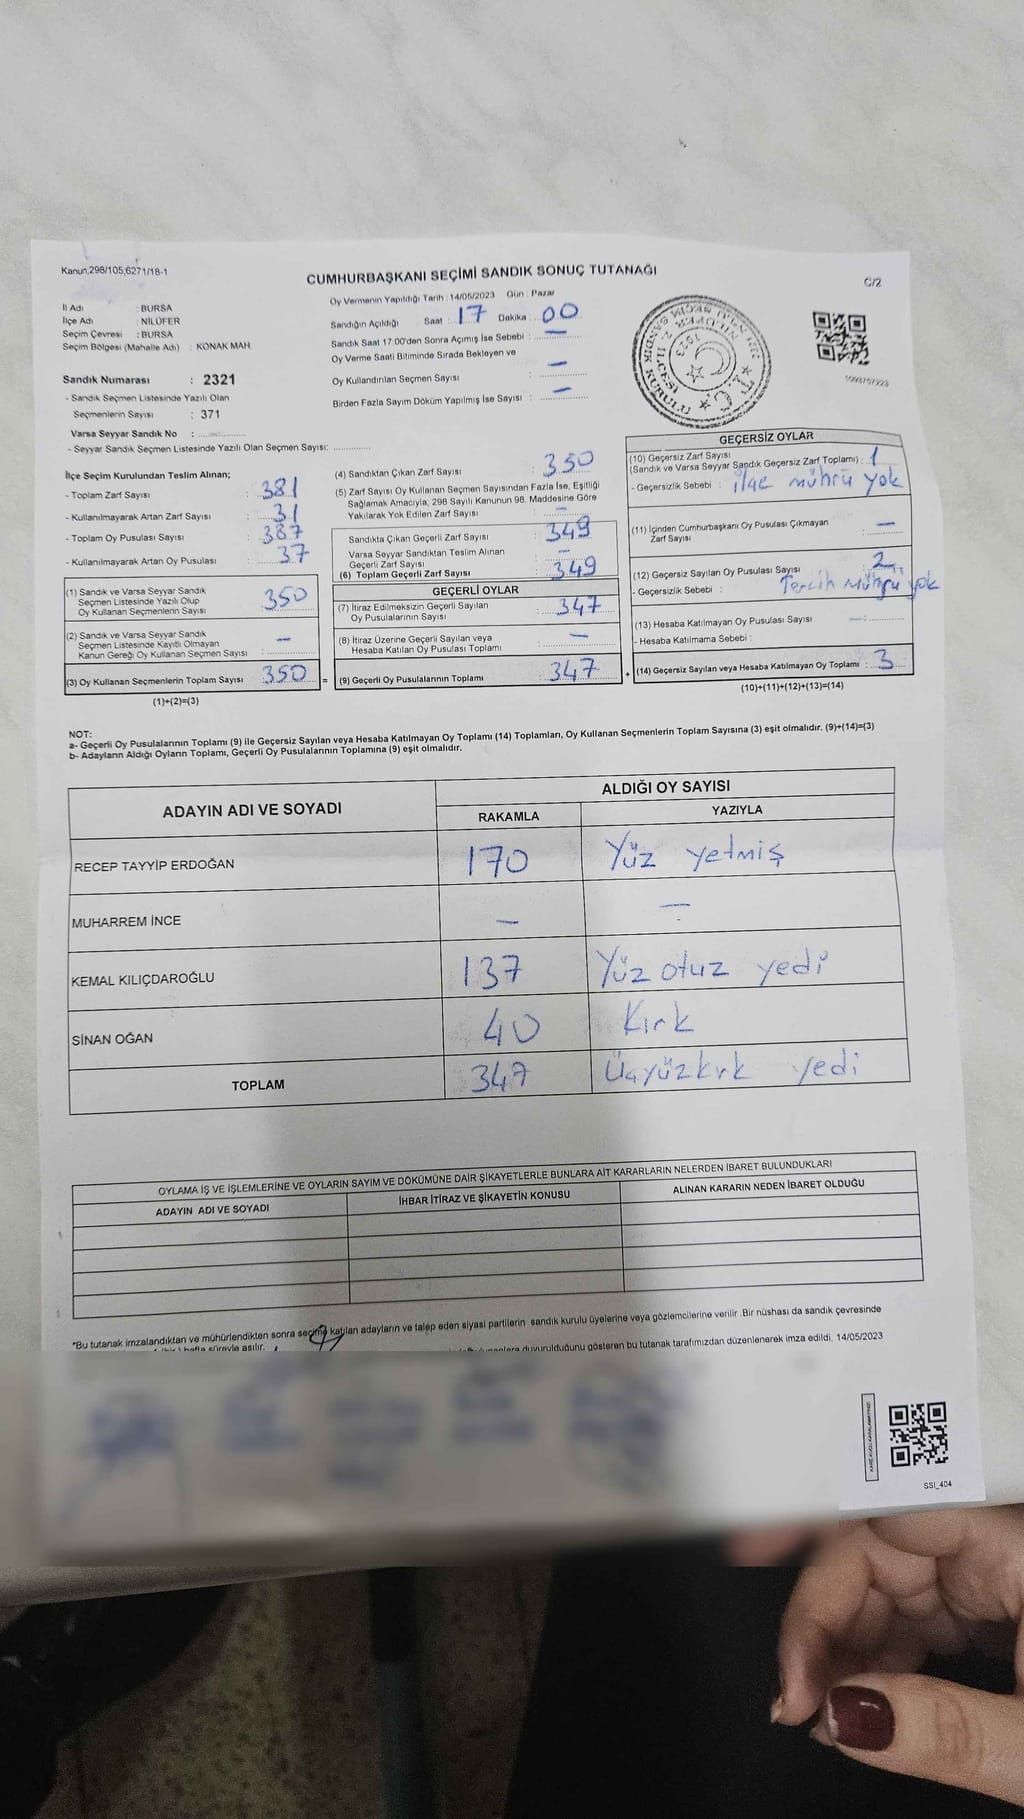 Kanun,298/105;6271/18-1
CUMHURBAŞKANI SEÇİMİ SANDIK SONUÇ TUTANAĞI
C/2
İl Adı : BURSA
İlçe Adı : NİLÜFER
Seçim Çevresi : BURSA
Seçim Bölgesi (Mahalle Adı) : KONAK MAH.
Sandık Numarası : 2321
- Sandık Seçmen Listesinde Yazılı Olan
Seçmenlerin Sayısı : 371
Varsa Seyyar Sandık No :
- Seyyar Sandık Seçmen Listesinde Yazılı Olan Seçmen Sayısı:
Oy Vermenin Yapıldığı Tarih : 14/05/2023 Gün : Pazar
Sandığın Açıldığı Saat : 17 Dakika : 00
Sandık Saat 17.00'den Sonra Açımış İse Sebebi : —
Oy Verme Saati Bitiminde Sırada Bekleyen ve
Oy Kullandırılan Seçmen Sayısı : —
Birden Fazla Sayım Döküm Yapılmış İse Sayısı : —
İlçe Seçim Kurulundan Teslim Alınan;
- Toplam Zarf Sayısı : 381
- Kullanılmayarak Artan Zarf Sayısı : 31
- Toplam Oy Pusulası Sayısı : 387
- Kullanılmayarak Artan Oy Pusulası : 37
(1) Sandık ve Varsa Seyyar Sandık
Seçmen Listesinde Yazılı Olup
Oy Kullanan Seçmenlerin Sayısı : 350
(2) Sandık ve Varsa Seyyar Sandık
Seçmen Listesinde Kayıtlı Olmayan
Kanun Gereği Oy Kullanan Seçmen Sayısı : —
(3) Oy Kullanan Seçmenlerin Toplam Sayısı : 350 =
(1)+(2)=(3)
(4) Sandıktan Çıkan Zarf Sayısı : 350
(5) Zarf Sayısı Oy Kullanan Seçmen Sayısından Fazla İse, Eşitliği
Sağlamak Amacıyla; 298 Sayılı Kanunun 98. Maddesine Göre
Yakılarak Yok Edilen Zarf Sayısı : —
Sandıkta Çıkan Geçerli Zarf Sayısı : 349
Varsa Seyyar Sandıktan Teslim Alınan
Geçerli Zarf Sayısı : —
(6) Toplam Geçerli Zarf Sayısı : 349
GEÇERLİ OYLAR
(7) İtiraz Edilmeksizin Geçerli Sayılan
Oy Pusulalarının Sayısı : 347
(8) İtiraz Üzerine Geçerli Sayılan veya
Hesaba Katılan Oy Pusulası Toplamı : —
(9) Geçerli Oy Pusulalarının Toplamı : 347 +
GEÇERSİZ OYLAR
(10) Geçersiz Zarf Sayısı
(Sandık ve Varsa Seyyar Sandık Geçersiz Zarf Toplamı) : 1
- Geçersizlik Sebebi : ilçe mührü yok
(11) İçinden Cumhurbaşkanı Oy Pusulası Çıkmayan
Zarf Sayısı : —
(12) Geçersiz Sayılan Oy Pusulası Sayısı : 2
- Geçersizlik Sebebi : Tercih mührü yok
(13) Hesaba Katılmayan Oy Pusulası Sayısı : —
- Hesaba Katılmama Sebebi :
(14) Geçersiz Sayılan veya Hesaba Katılmayan Oy Toplamı : 3
(10)+(11)+(12)+(13)=(14)
NOT:
a- Geçerli Oy Pusulalarının Toplamı (9) ile Geçersiz Sayılan veya Hesaba Katılmayan Oy Toplamı (14) Toplamları, Oy Kullanan Seçmenlerin Toplam Sayısına (3) eşit olmalıdır. (9)+(14)=(3)
b- Adayların Aldığı Oyların Toplamı, Geçerli Oy Pusulalarının Toplamına (9) eşit olmalıdır.
ADAYIN ADI VE SOYADI
ALDIĞI OY SAYISI
RAKAMLA YAZIYLA
RECEP TAYYİP ERDOĞAN 170 Yüz yetmiş
MUHARREM İNCE — —
KEMAL KILIÇDAROĞLU 137 Yüz otuz yedi
SİNAN OĞAN 40 Kırk
TOPLAM 347 Üçyüzkırk yedi
OYLAMA İŞ VE İŞLEMLERİNE VE OYLARIN SAYIM VE DÖKÜMÜNE DAİR ŞİKAYETLERLE BUNLARA AİT KARARLARIN NELERDEN İBARET BULUNDUKLARI
ADAYIN ADI VE SOYADI İHBAR İTİRAZ VE ŞİKAYETİN KONUSU ALINAN KARARIN NEDEN İBARET OLDUĞU
*Bu tutanak imzalandıktan ve mühürlendikten sonra seçime katılan adayların ve talep eden siyasi partilerin sandık kurulu üyelerine veya gözlemcilerine verilir .Bir nüshası da sandık çevresinde
(bir) hafta süreyle asılır. duyurulduğunu gösteren bu tutanak tarafımızdan düzenlenerek imza edildi. 14/05/2023
SSI_404